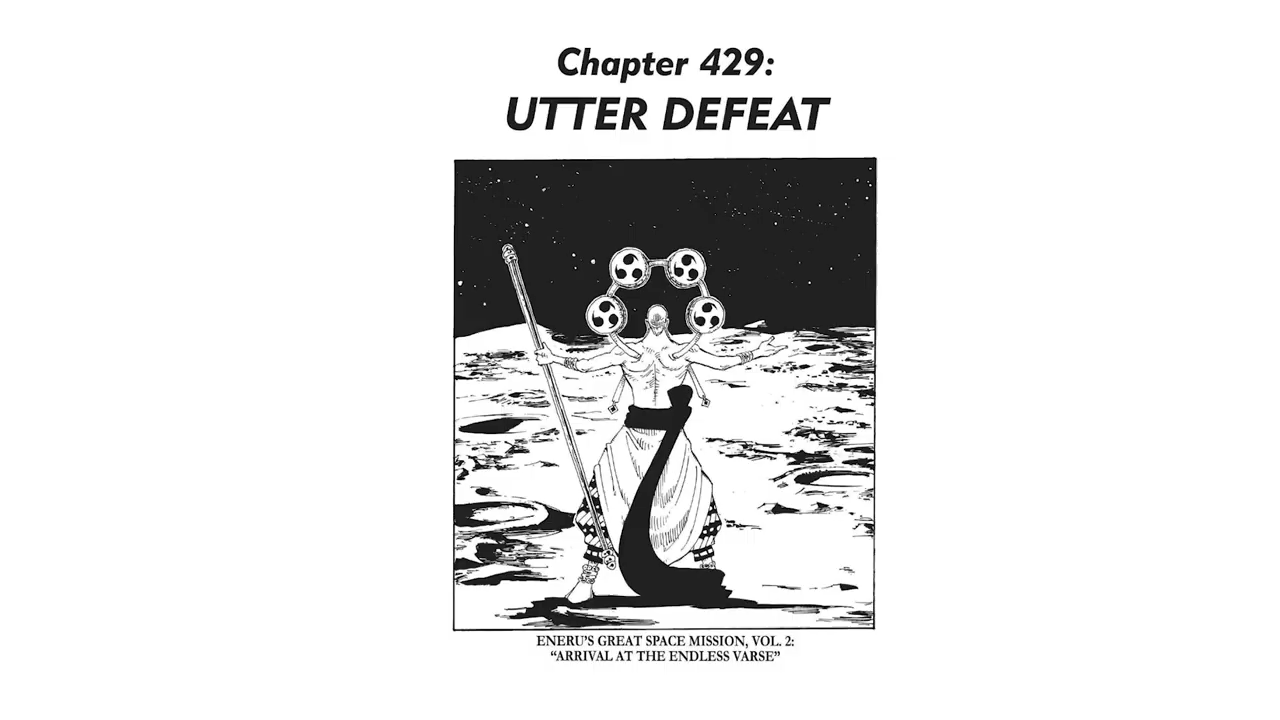 Chapter 429:
UTTER DEFEAT
ENERU'S GREAT SPACE MISSION, VOL. 2:
“ARRIVAL AT THE ENDLESS VARSE”